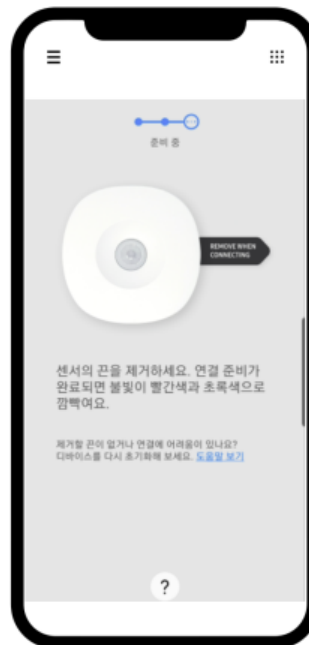 준비 중
REMOVE WHEN
CONNECTING
센서의 끈을 제거하세요. 연결 준비가
완료되면 불빛이 빨간색과 초록색으로
깜빡여요.
제거할 끈이 없거나 연결에 어려움이 있나요?
디바이스를 다시 초기화해 보세요. 도움말 보기
?